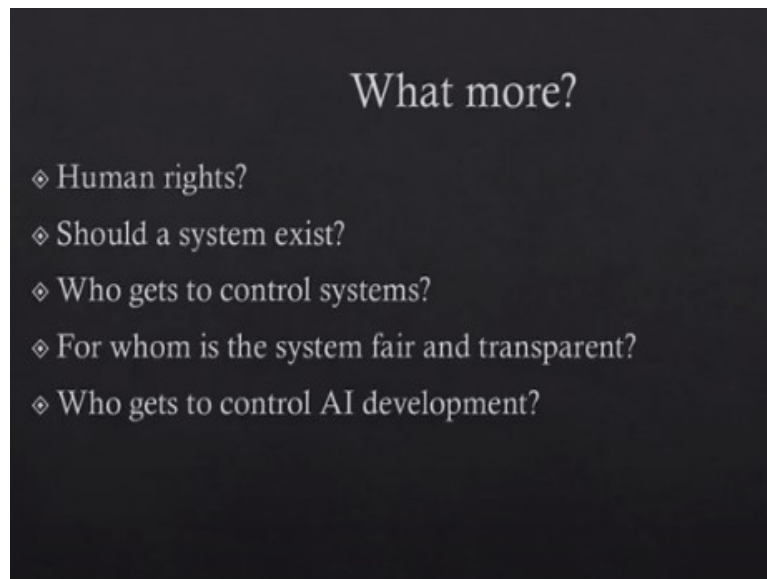 What more?
Human rights?
Should a system exist?
Who gets to control systems?
For whom is the system fair and transparent?
Who gets to control AI development?